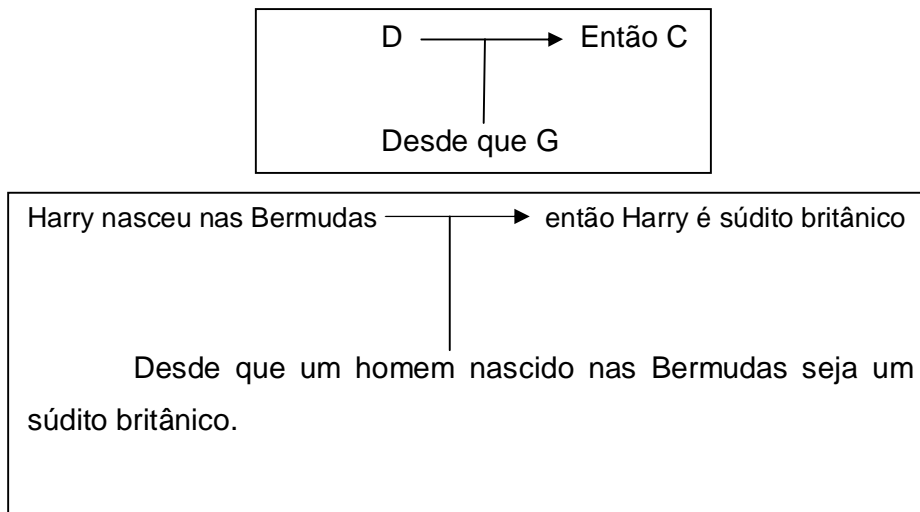 D Então C
Desde que G
Harry nasceu nas Bermudas então Harry é súdito britânico
Desde que um homem nascido nas Bermudas seja um
súdito britânico.